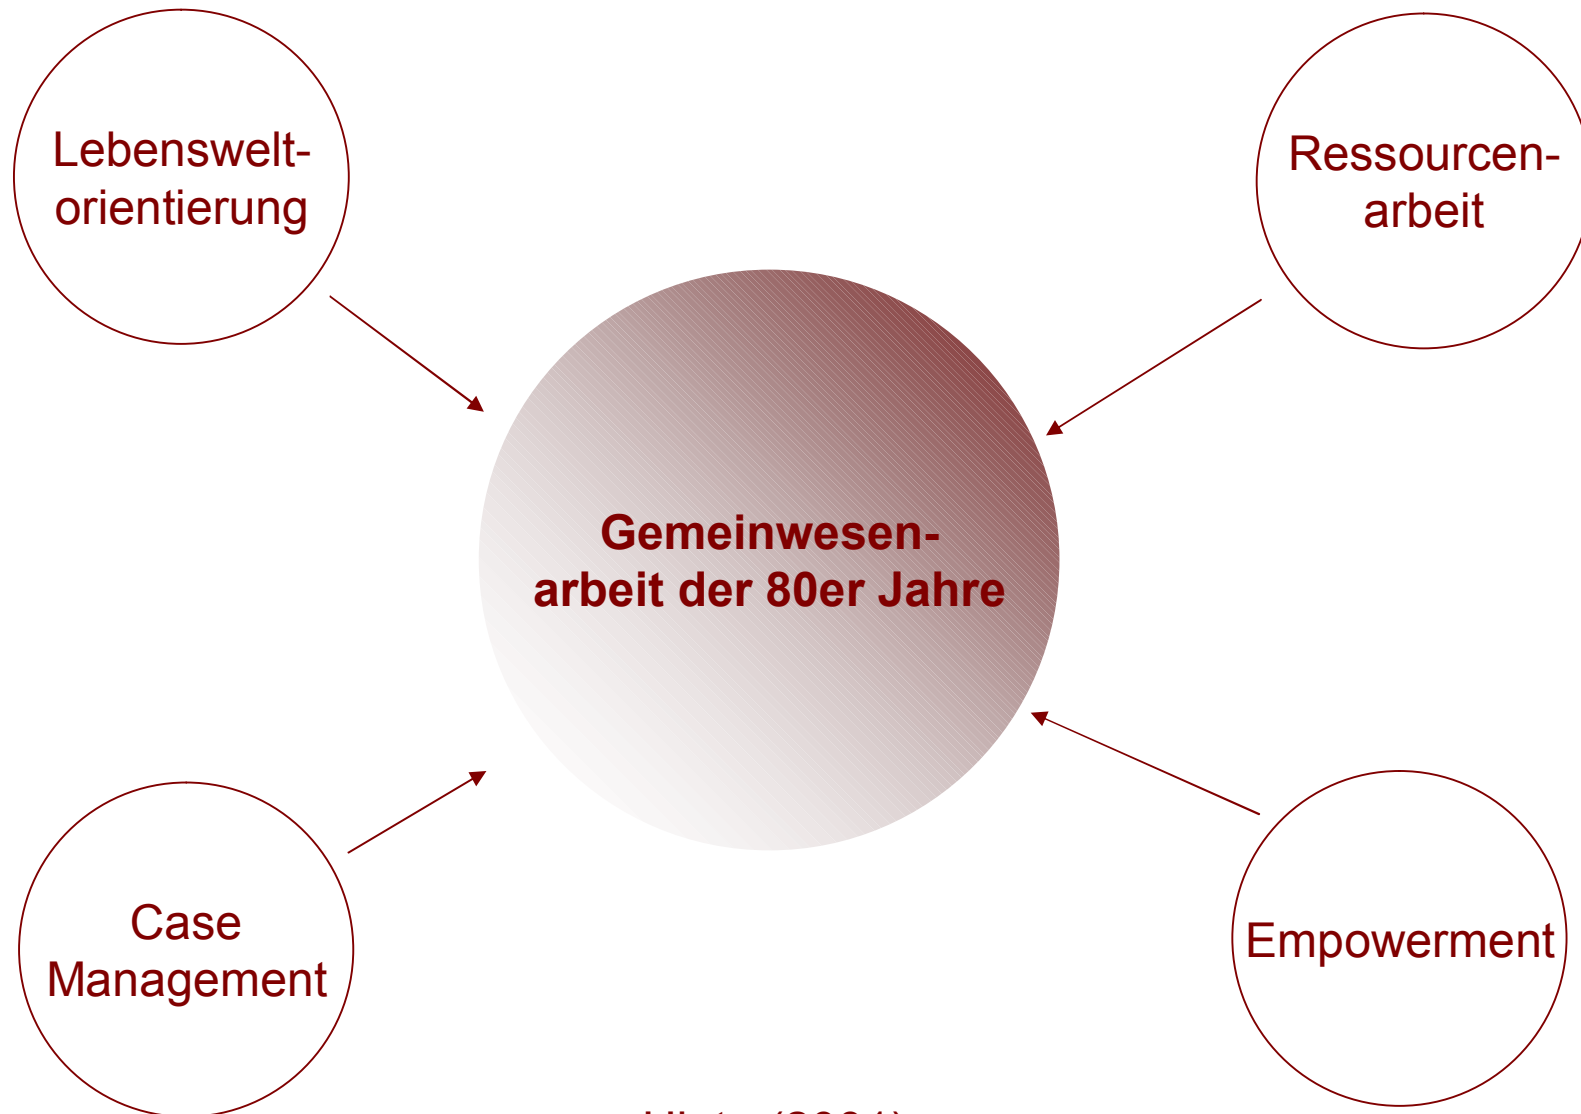 Lebenswelt-
orientierung
Ressourcen-
arbeit
Gemeinwesen-
arbeit der 80er Jahre
Case
Management
Empowerment